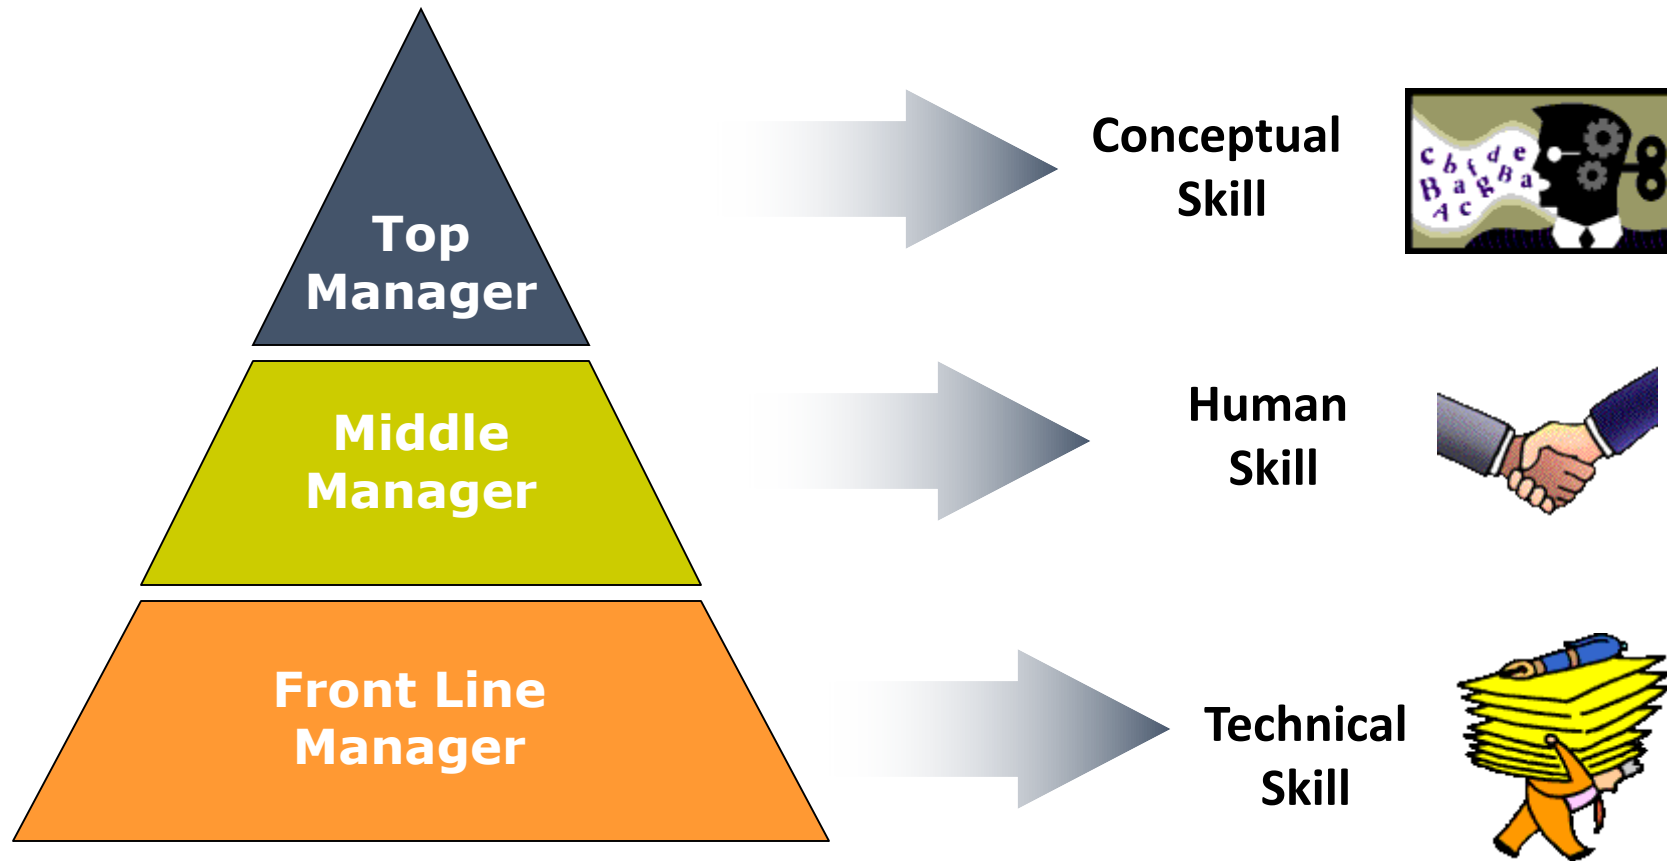 Top
Manager
Conceptual
Skill
c b f d e
B a g B a
A c
Middle
Manager
Human
Skill
Front Line
Manager
Technical
Skill